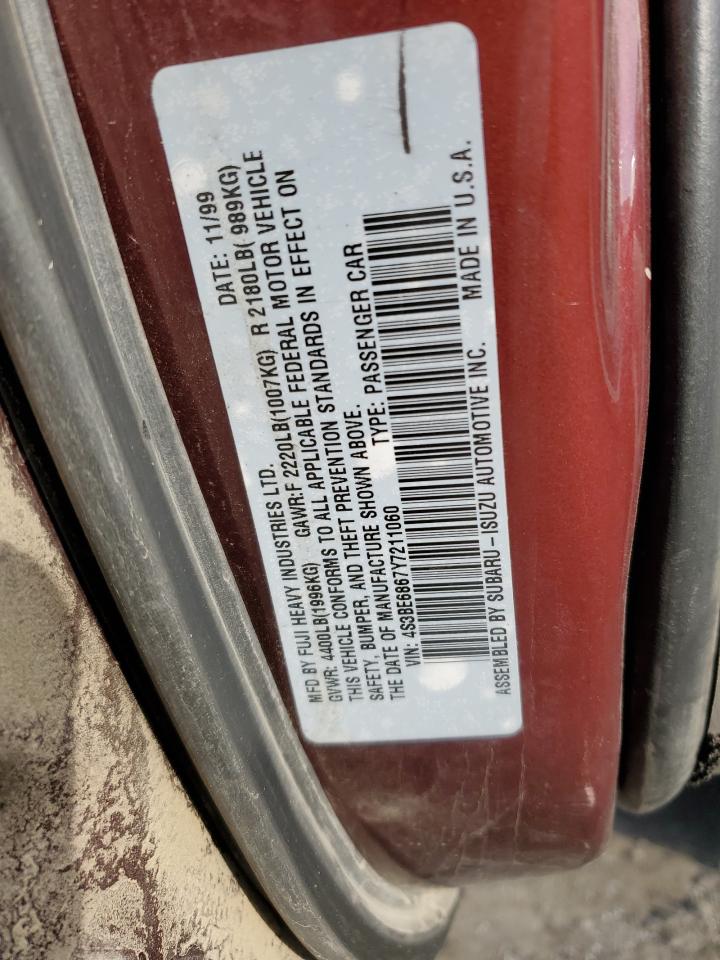 MFD BY FUJI HEAVY INDUSTRIES LTD. DATE: 11/99
GVWR: 4400LB(1996KG) GAWR:F 2220LB(1007KG) R 2180LB( 989KG)
THIS VEHICLE CONFORMS TO ALL APPLICABLE FEDERAL MOTOR VEHICLE
SAFETY, BUMPER, AND THEFT PREVENTION STANDARDS IN EFFECT ON
THE DATE OF MANUFACTURE SHOWN ABOVE.
VIN: 4S3BE6867Y7211060 TYPE: PASSENGER CAR
ASSEMBLED BY SUBARU-ISUZU AUTOMOTIVE INC. MADE IN U.S.A.